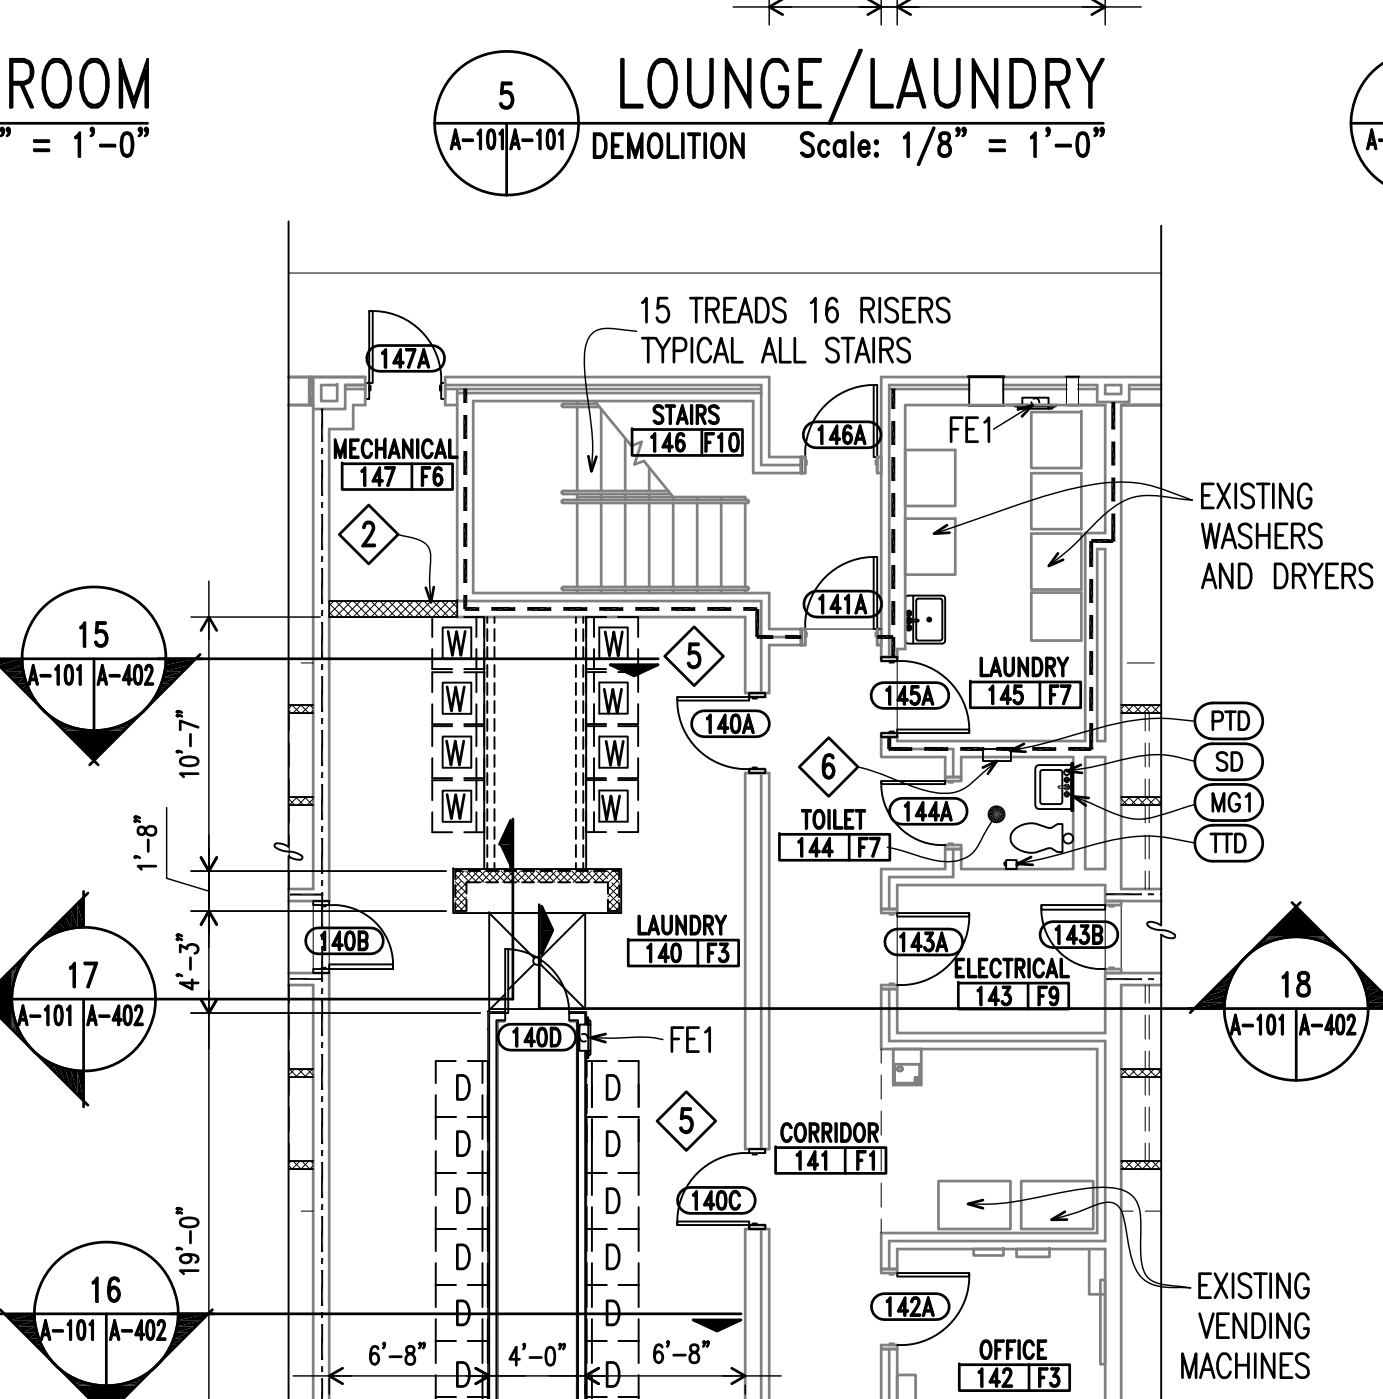 ROOM
" = 1'-0"
5
A-101 A-101
LOUNGE/LAUNDRY
DEMOLITION Scale: 1/8" = 1'-0"
A-
15 TREADS 16 RISERS
TYPICAL ALL STAIRS
147A
STAIRS
146 F10
146A
FE1
MECHANICAL
147 F6
2
EXISTING
WASHERS
AND DRYERS
141A
15
A-101 A-402
W W
5
LAUNDRY
145 F7
145A
W W
140A
PTD
10'-7"
W W
6
SD
W W
144A
MG1
TOILET
144 F7
TTD
1'-8"
LAUNDRY
140 F3
140B
143A
143B
4'-3"
17
A-101 A-402
ELECTRICAL
143 F9
18
A-101 A-402
140D
FE1
D D
5
CORRIDOR
141 F1
D D
D D
140C
19'-0"
D D
EXISTING
VENDING
MACHINES
16
A-101 A-402
D D
142A
6'-8" 4'-0" 6'-8"
OFFICE
142 F3
D D